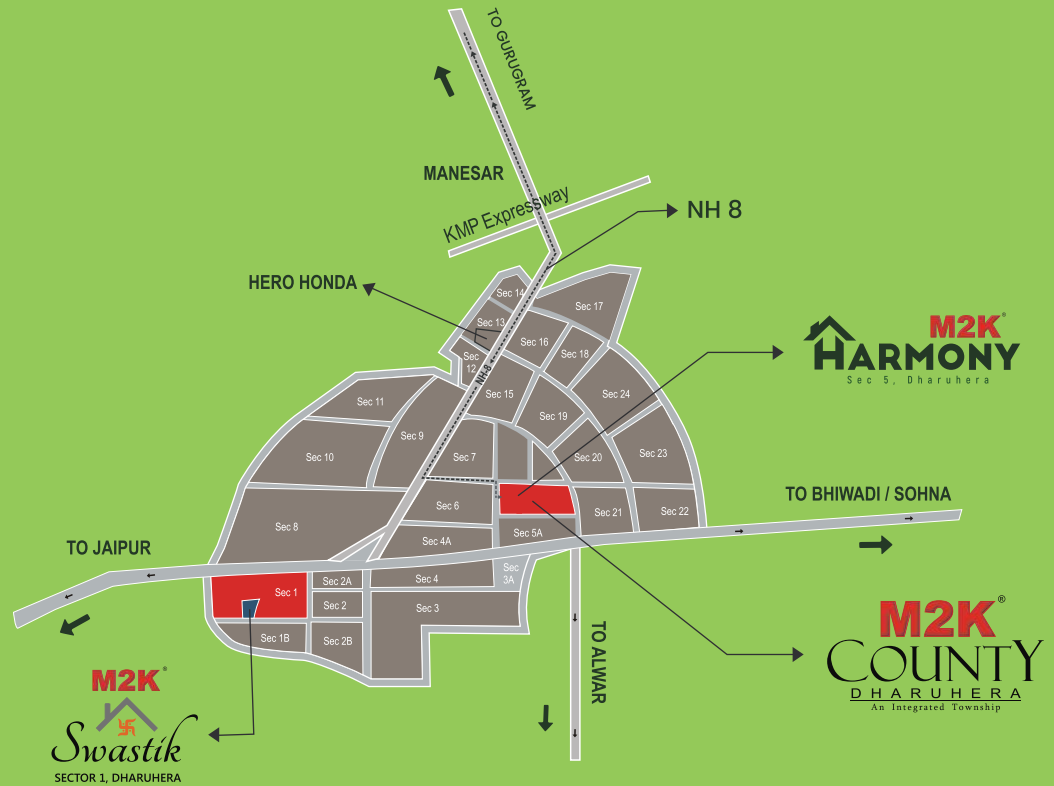 TO GURUGRAM
MANESAR
KMP Expressway
NH 8
HERO HONDA
Sec 14
Sec 17
Sec 13
Sec 16
Sec 18
Sec
12
NH-8
M2K®
HARMONY
Sec 5, Dharuhera
Sec 15
Sec 24
Sec 11
Sec 19
Sec 9
Sec 10
Sec 7
Sec 20
Sec 23
TO BHIWADI / SOHNA
Sec 6
Sec 21
Sec 22
Sec 8
Sec 5A
Sec 4A
TO JAIPUR
Sec
3A
Sec 2A
Sec 4
Sec 1
Sec 2
Sec 3
Sec 1B
Sec 2B
TO ALWAR
M2K®
COUNTY
DHARUHERA
An Integrated Township
M2K®
Swastik
SECTOR 1, DHARUHERA